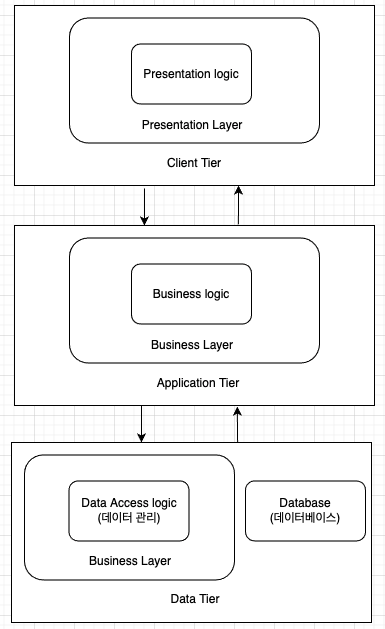 Presentation logic
Presentation Layer
Client Tier
Business logic
Business Layer
Application Tier
Data Access logic
(데이터 관리)
Business Layer
Database
(데이터베이스)
Data Tier